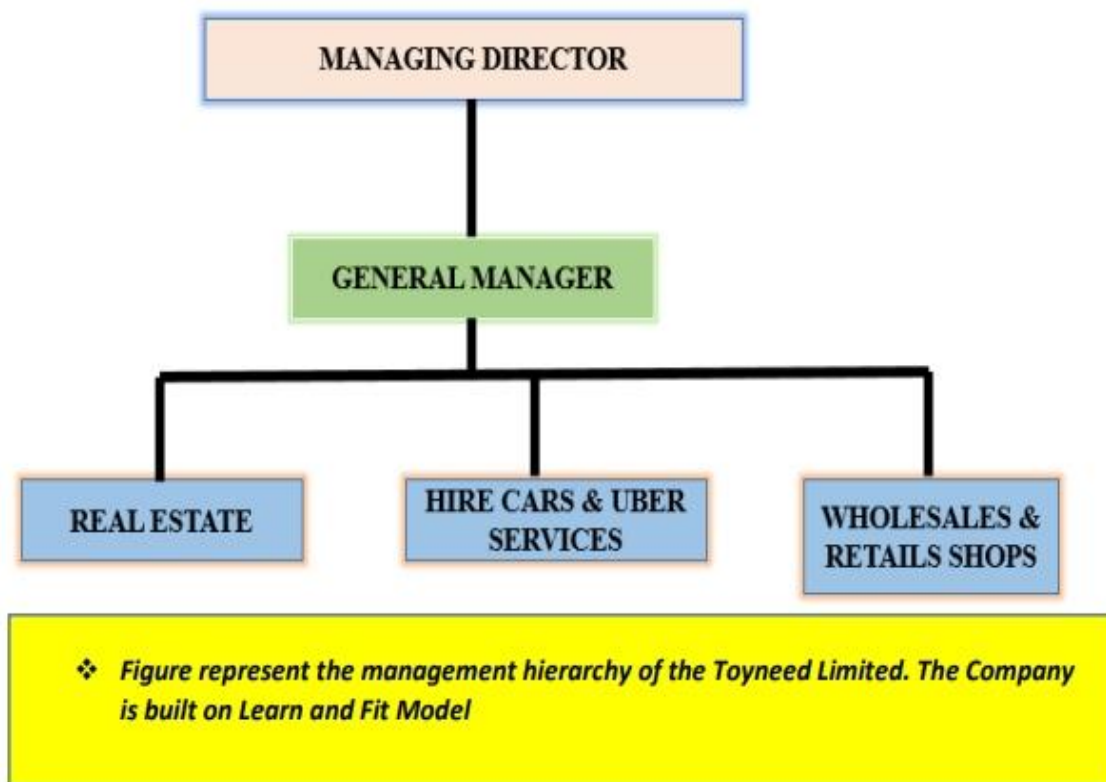 MANAGING DIRECTOR
GENERAL MANAGER
REAL ESTATE
HIRE CARS & UBER
SERVICES
WHOLESALES &
RETAILS SHOPS
❖ Figure represent the management hierarchy of the Toyneed Limited. The Company
is built on Learn and Fit Model